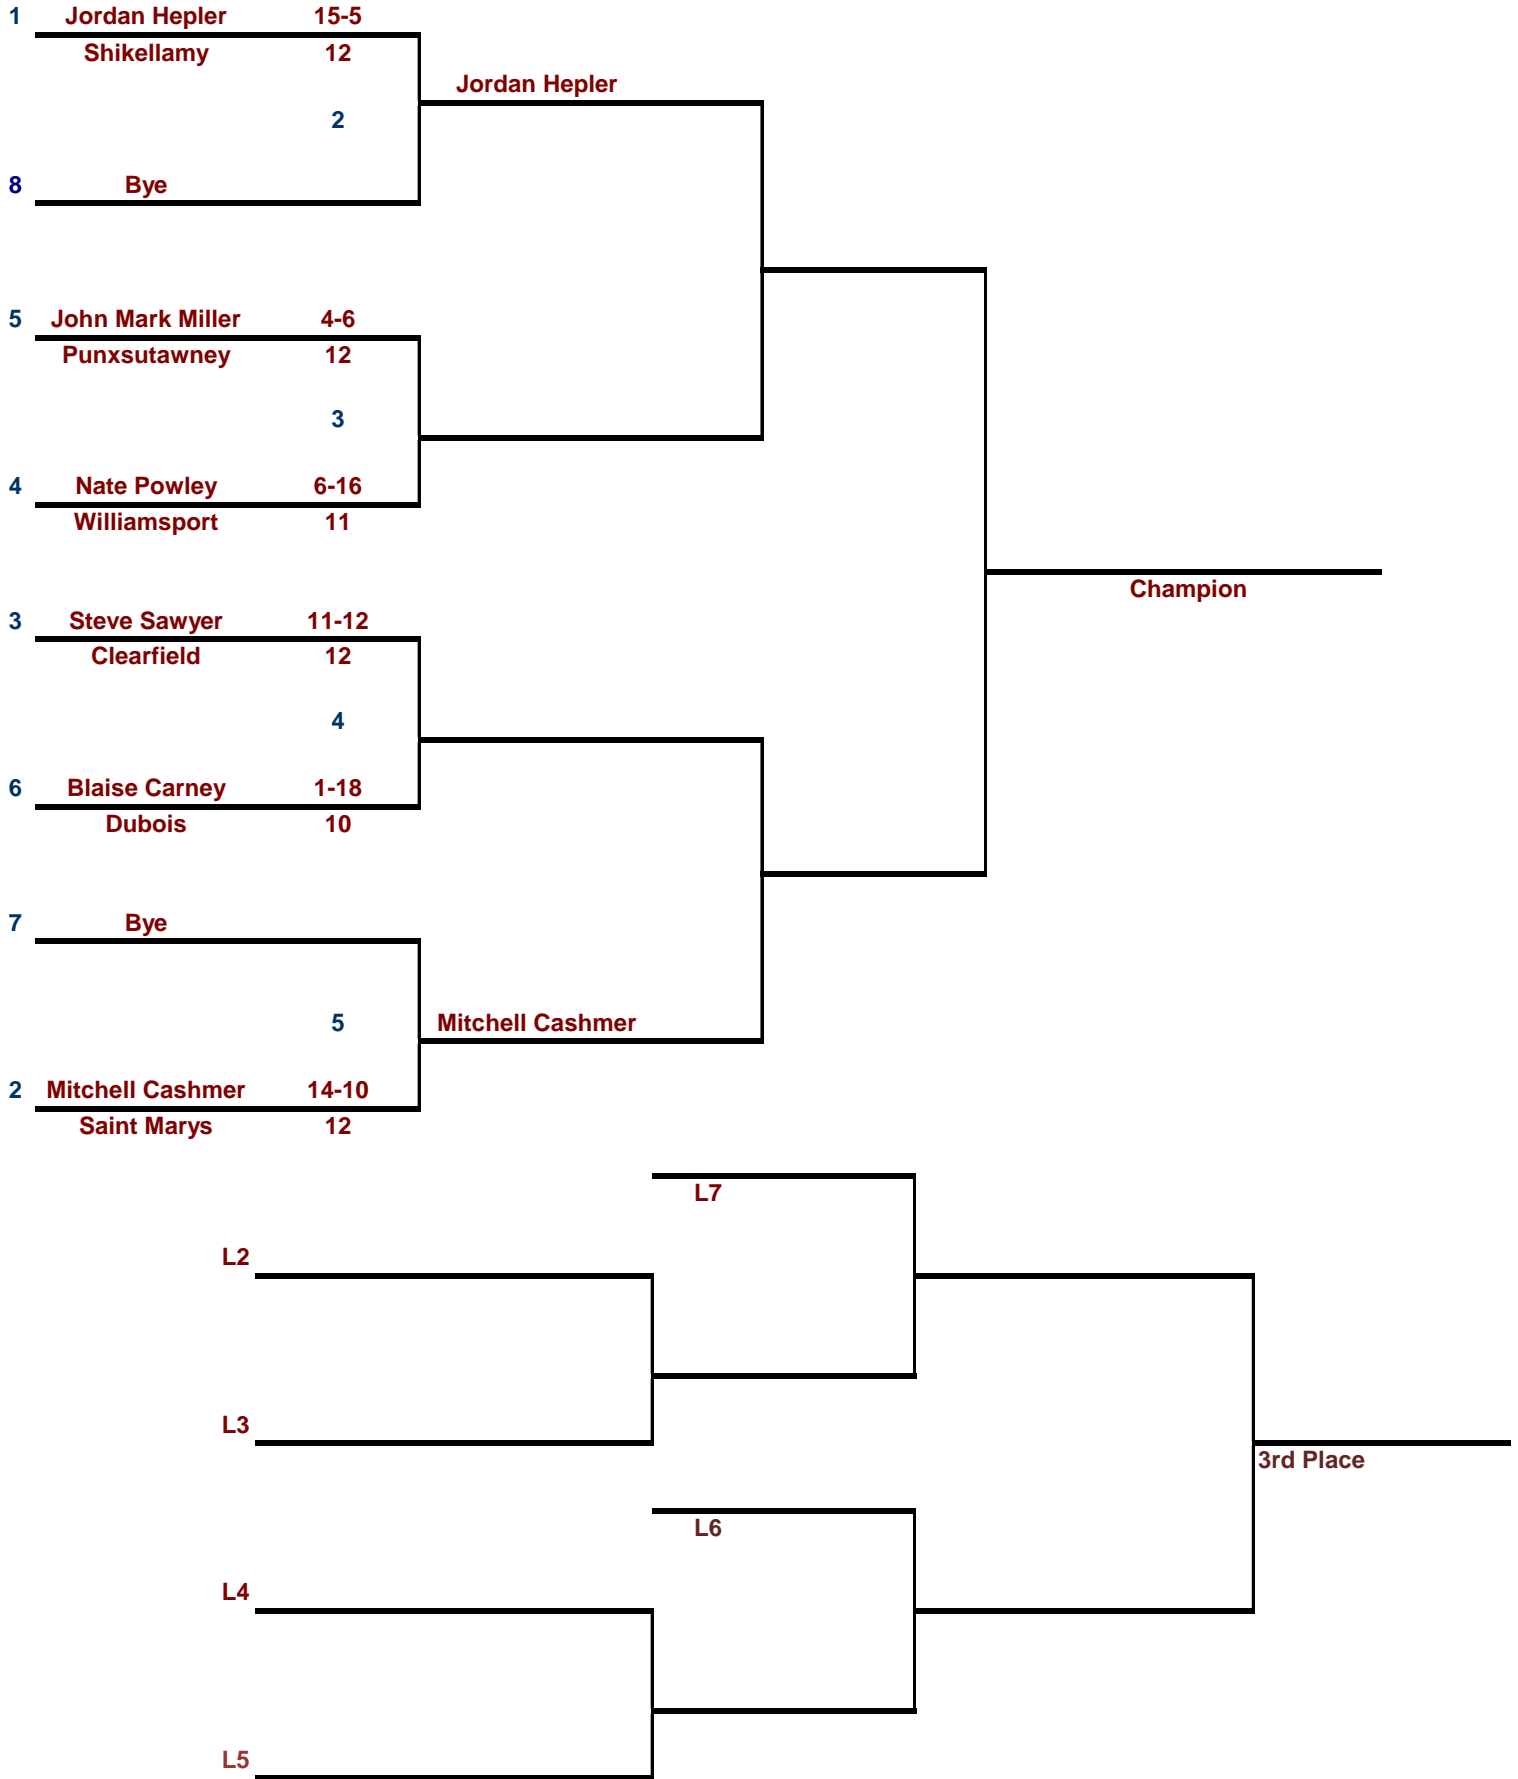 1 Jordan Hepler 15-5
Shikellamy 12
Jordan Hepler
2
8 Bye
5 John Mark Miller 4-6
Punxsutawney 12
3
4 Nate Powley 6-16
Williamsport 11
Champion
3 Steve Sawyer 11-12
Clearfield 12
4
6 Blaise Carney 1-18
Dubois 10
7 Bye
5 Mitchell Cashmer
2 Mitchell Cashmer 14-10
Saint Marys 12
L7
L2
L3
3rd Place
L6
L4
L5